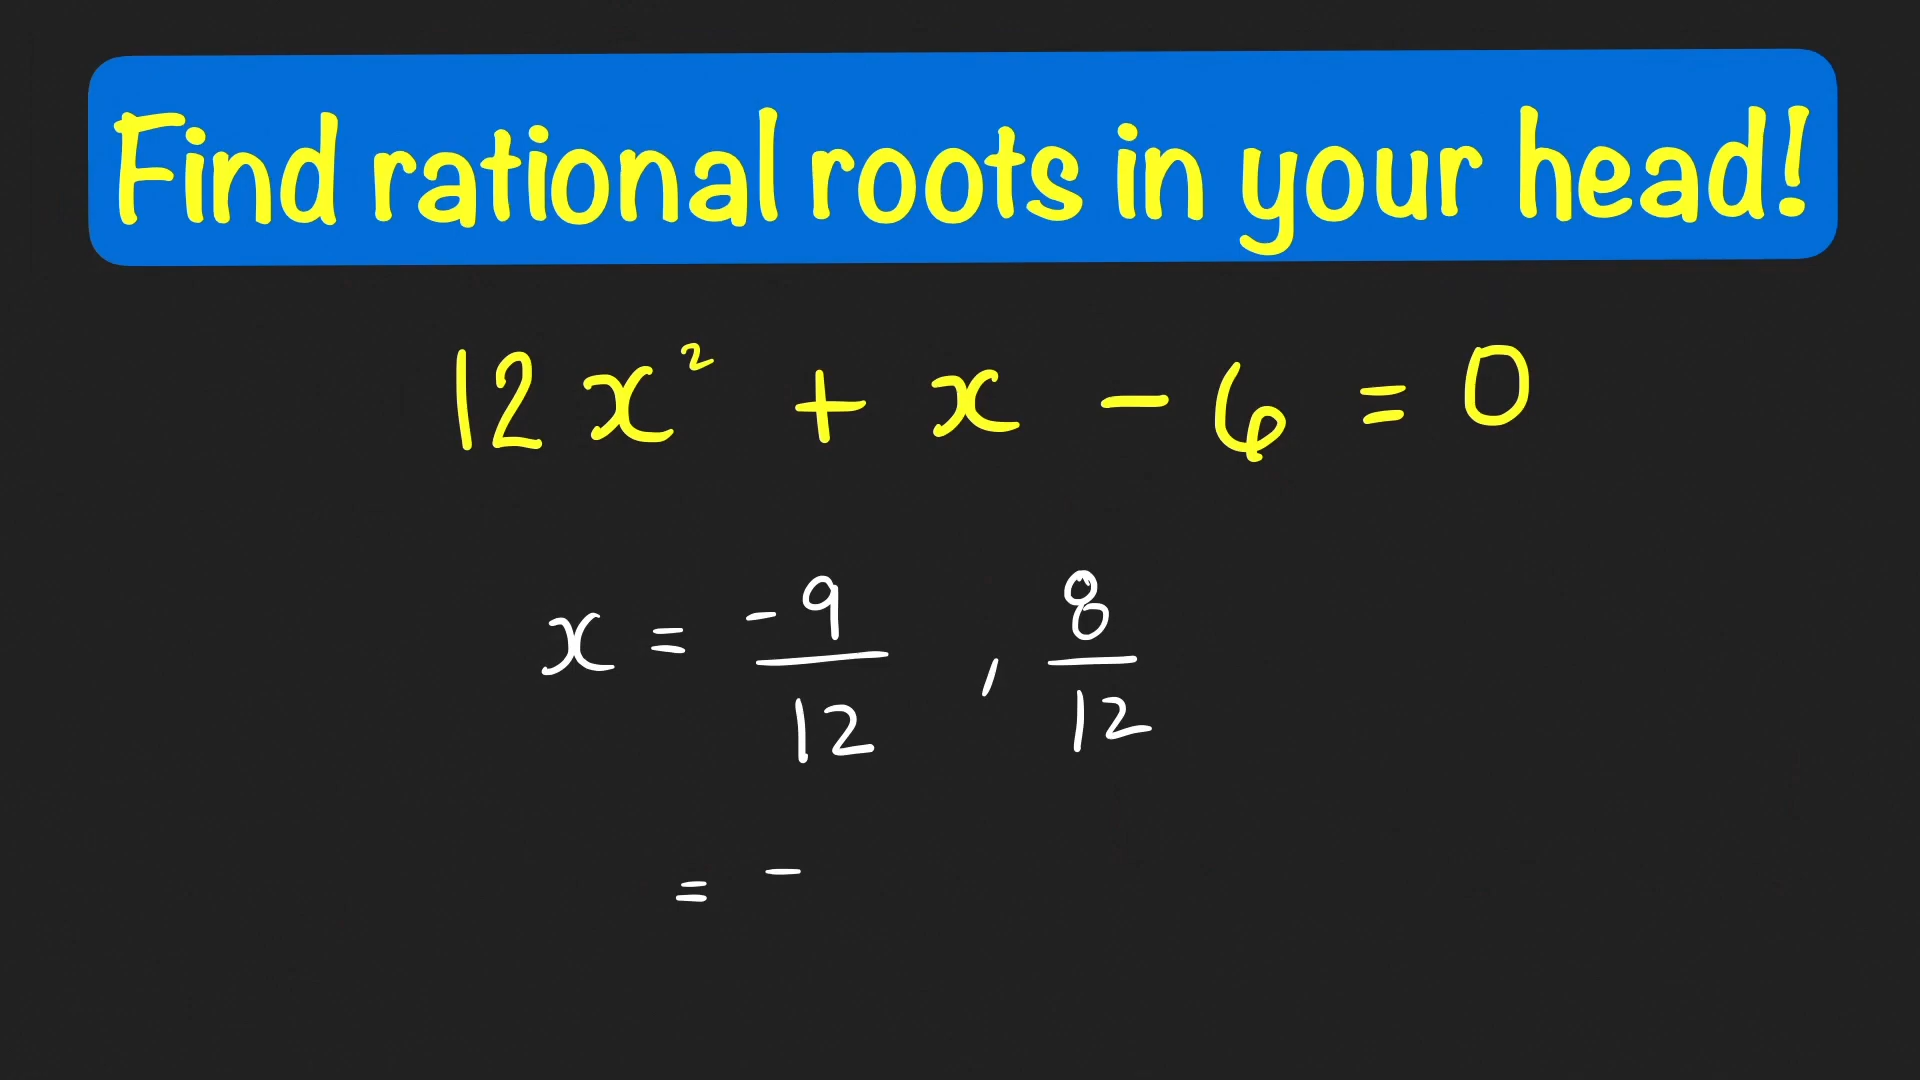 Find rational roots in your head!
12x² + x - 6 = 0
x = -9/12 , 8/12
= -